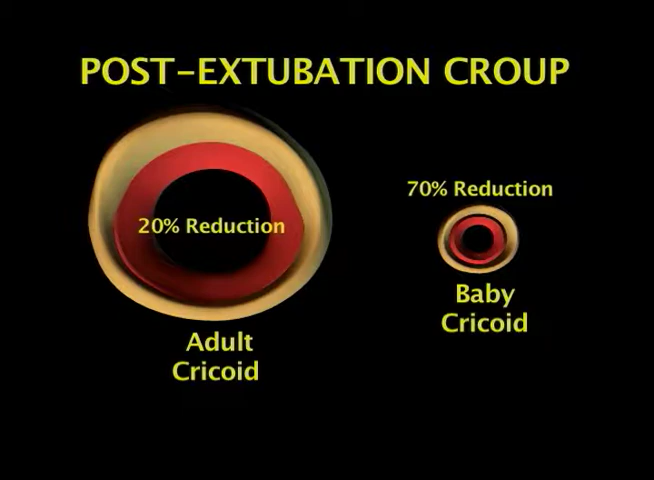 POST-EXTUBATION CROUP
70% Reduction
20% Reduction
Baby
Cricoid
Adult
Cricoid